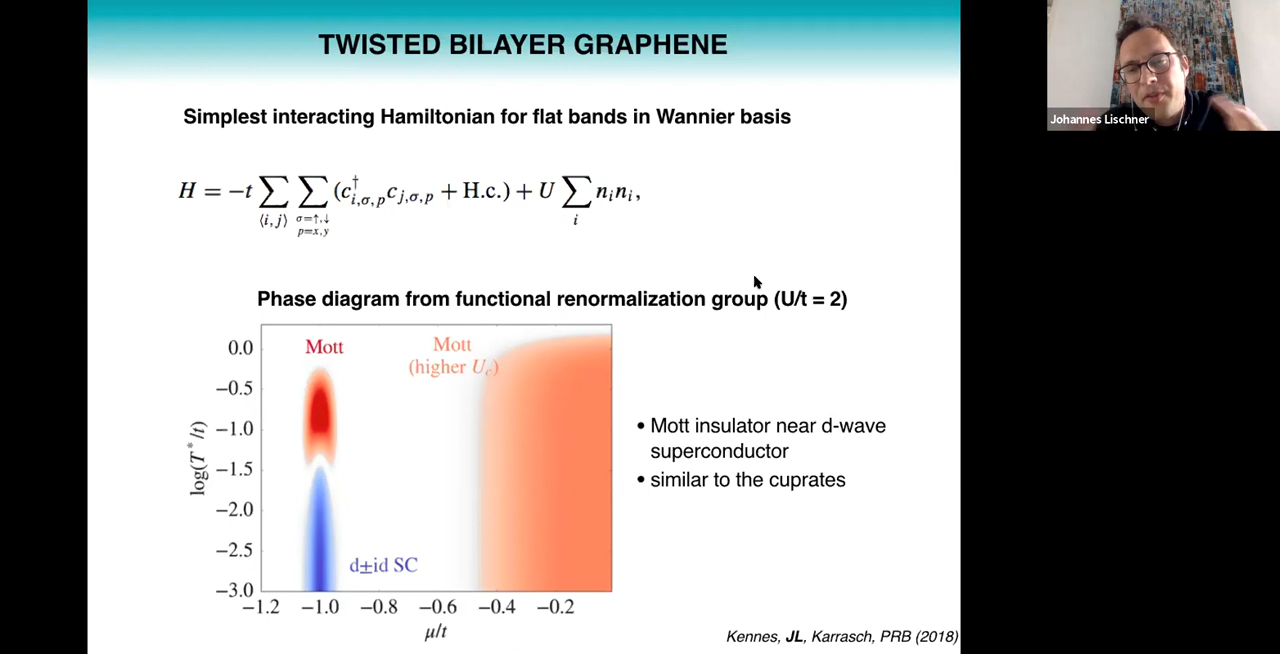 TWISTED BILAYER GRAPHENE
Johannes Lischner
Simplest interacting Hamiltonian for flat bands in Wannier basis
H = −t ∑⟨i,j⟩ ∑σ=↑,↓ p=x,y (c†i,σ,p cj,σ,p + H.c.) + U ∑i nini,
Phase diagram from functional renormalization group (U/t = 2)
Mott
Mott
(higher Uc)
d±id SC
log(T*/t)
0.0
−0.5
−1.0
−1.5
−2.0
−2.5
−3.0
−1.2 −1.0 −0.8 −0.6 −0.4 −0.2
μ/t
• Mott insulator near d-wave
superconductor
• similar to the cuprates
Kennes, JL, Karrasch, PRB (2018)